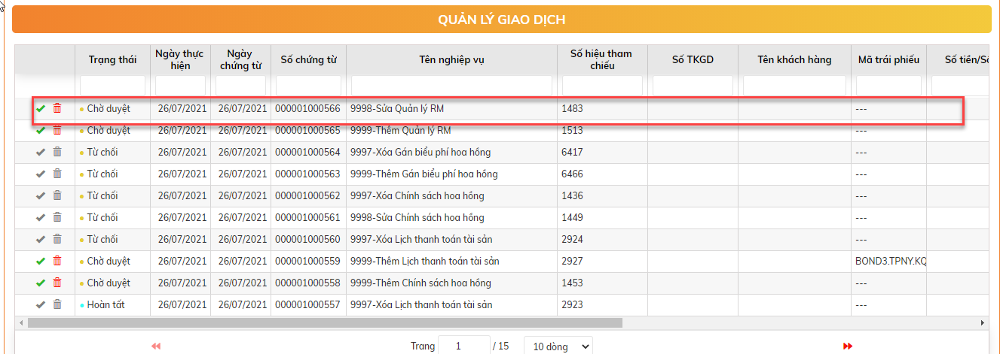 QUẢN LÝ GIAO DỊCH
Trạng thái Ngày thực hiện Ngày chứng từ Số chứng từ Tên nghiệp vụ Số hiệu tham chiếu Số TKGD Tên khách hàng Mã trái phiếu Số tiền/Số
Chờ duyệt 26/07/2021 26/07/2021 000001000566 9998-Sửa Quản lý RM 1483 ---
Chờ duyệt 26/07/2021 26/07/2021 000001000565 9999-Thêm Quản lý RM 1513 ---
Từ chối 26/07/2021 26/07/2021 000001000564 9997-Xóa Gán biểu phí hoa hồng 6417 ---
Từ chối 26/07/2021 26/07/2021 000001000563 9999-Thêm Gán biểu phí hoa hồng 6466 ---
Từ chối 26/07/2021 26/07/2021 000001000562 9997-Xóa Chính sách hoa hồng 1436 ---
Từ chối 26/07/2021 26/07/2021 000001000561 9998-Sửa Chính sách hoa hồng 1449 ---
Từ chối 26/07/2021 26/07/2021 000001000560 9997-Xóa Lịch thanh toán tài sản 2924 ---
Chờ duyệt 26/07/2021 26/07/2021 000001000559 9999-Thêm Lịch thanh toán tài sản 2927 BOND3.TPNY.KQ
Chờ duyệt 26/07/2021 26/07/2021 000001000558 9999-Thêm Chính sách hoa hồng 1453 ---
Hoàn tất 26/07/2021 26/07/2021 000001000557 9997-Xóa Lịch thanh toán tài sản 2923 ---
Trang 1 / 15 10 dòng